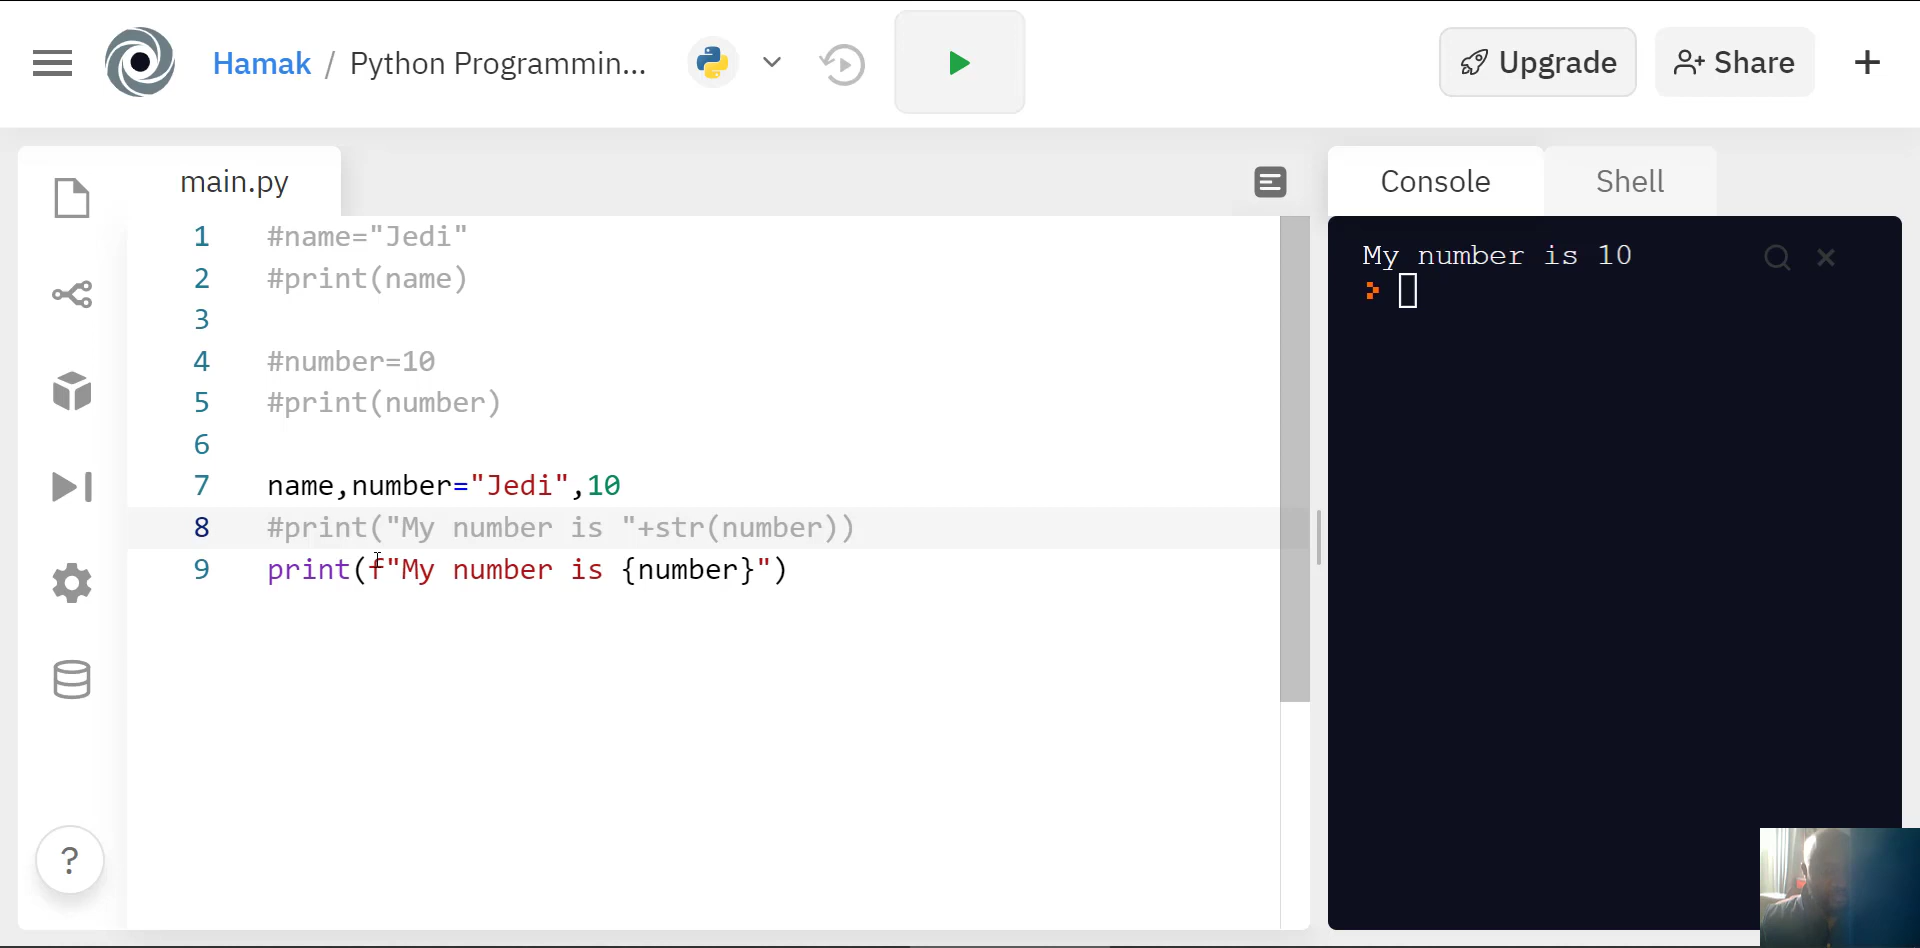 Hamak / Python Programmin...
Upgrade
Share
+
main.py
Console
Shell
1 #name="Jedi"
2 #print(name)
3
4 #number=10
5 #print(number)
6
7 name,number="Jedi",10
8 #print("My number is "+str(number))
9 print(f"My number is {number}")
?
My number is 10